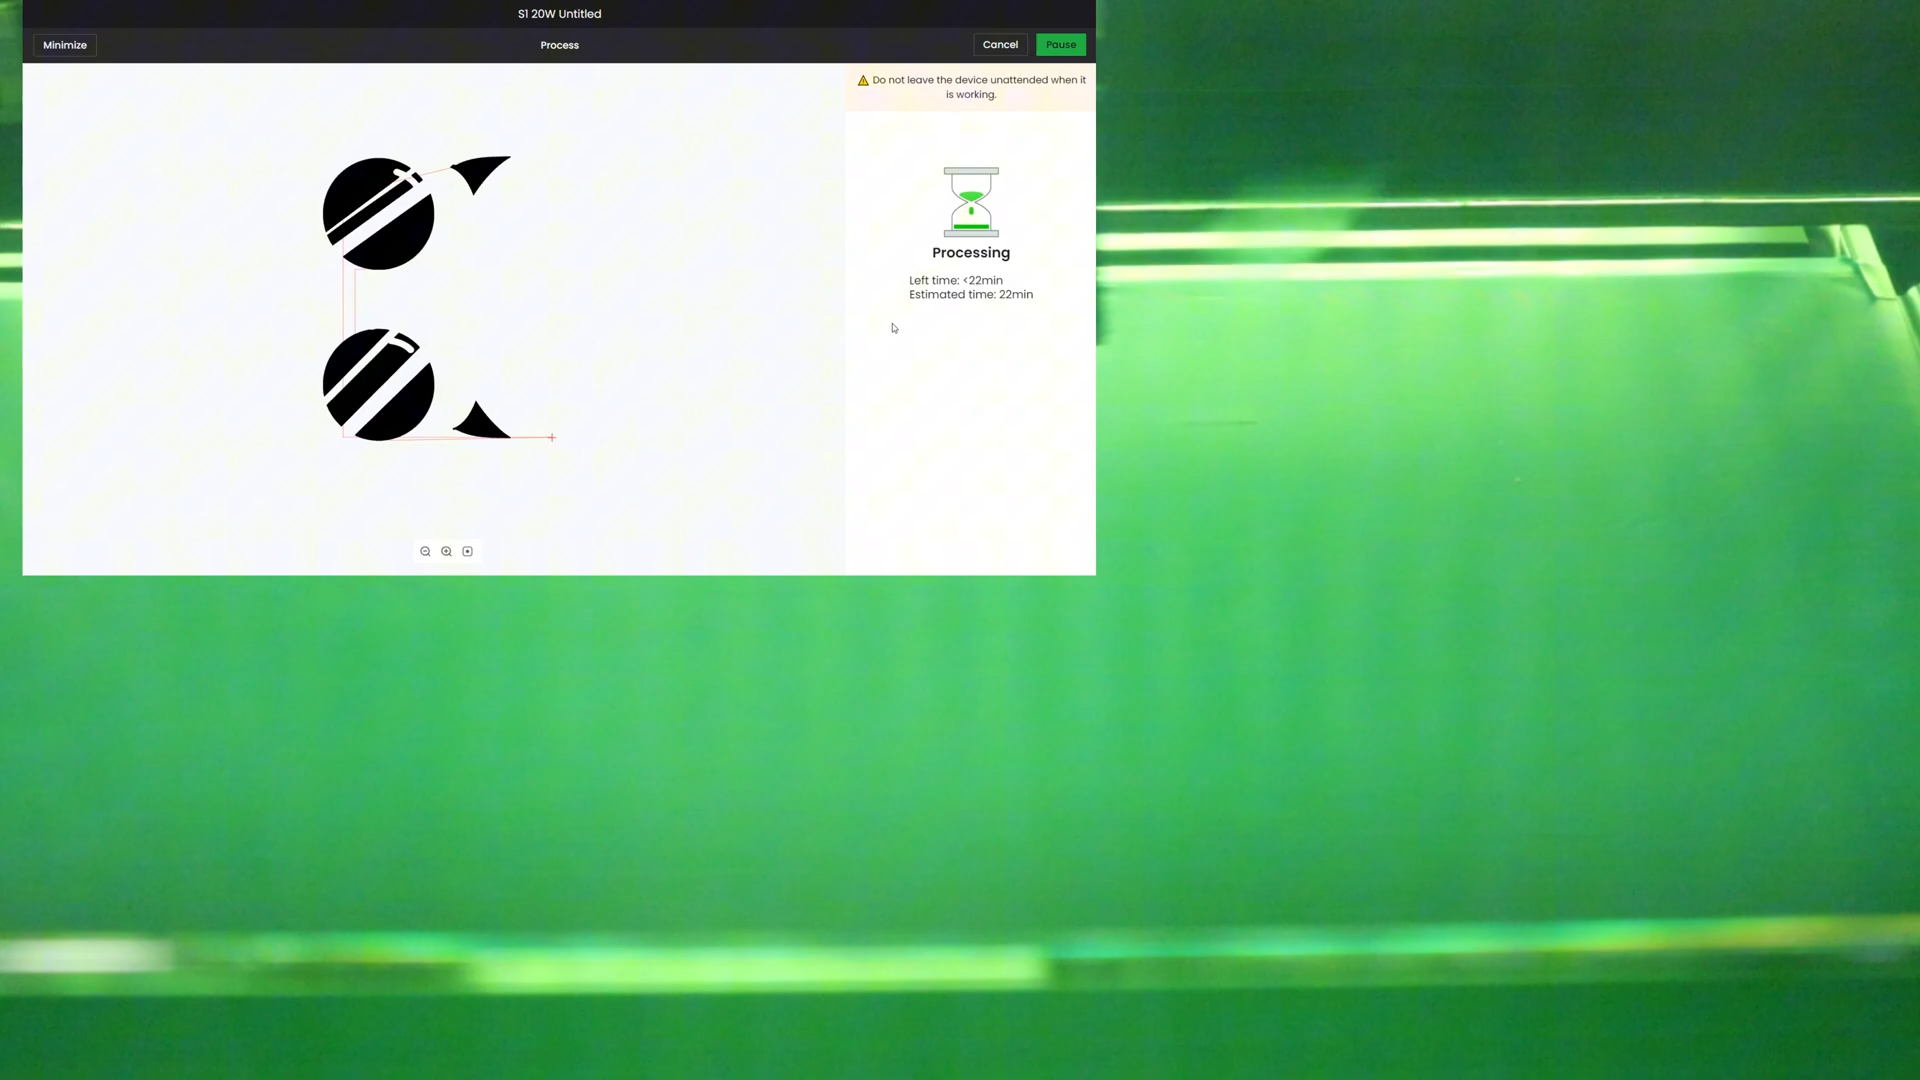 S1 20W Untitled
Minimize
Process
Cancel
Pause
Do not leave the device unattended when it
is working.
Processing
Left time: <22min
Estimated time: 22min